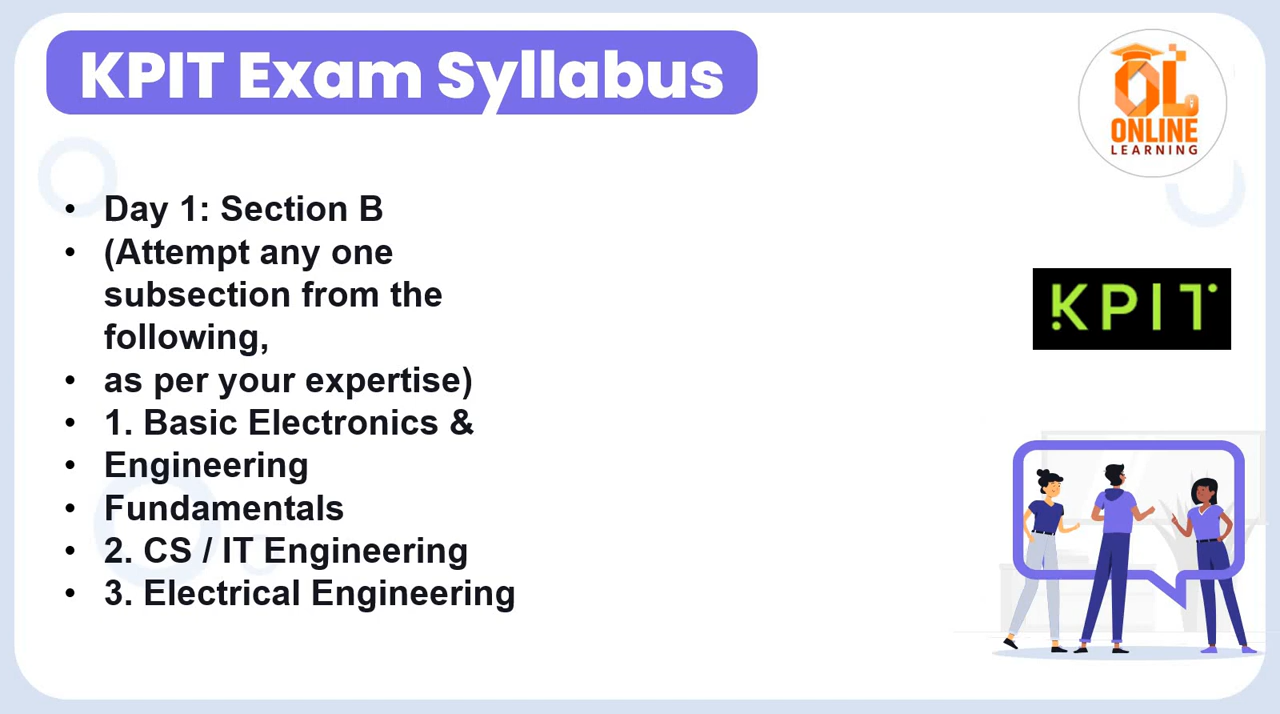 KPIT Exam Syllabus
OL
ONLINE
LEARNING
• Day 1: Section B
• (Attempt any one
subsection from the
following,
• as per your expertise)
• 1. Basic Electronics &
• Engineering
• Fundamentals
• 2. CS / IT Engineering
• 3. Electrical Engineering
KPIT